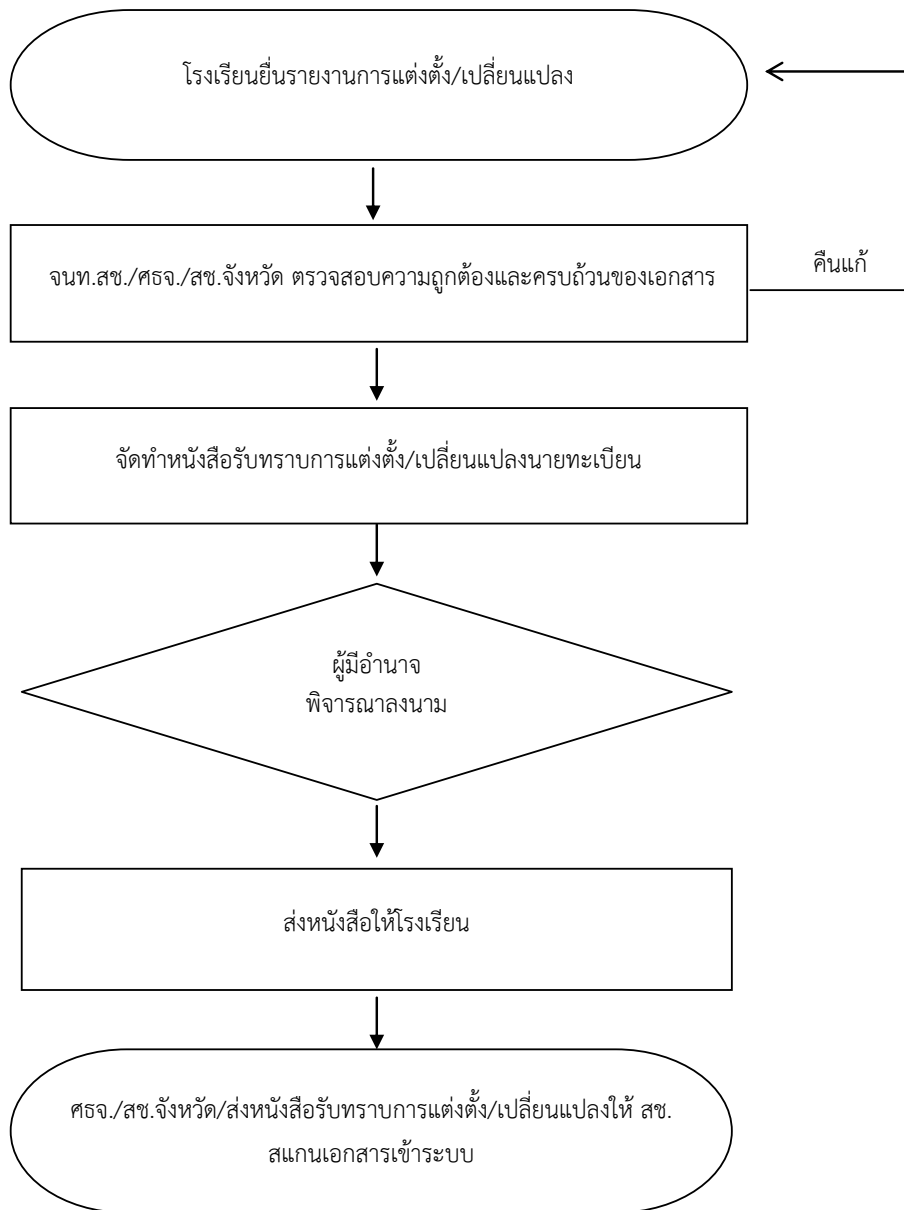 โรงเรียนยื่นรายงานการแต่งตั้ง/เปลี่ยนแปลง
จนท.สช./ศธจ./สช.จังหวัด ตรวจสอบความถูกต้องและครบถ้วนของเอกสาร
คืนแก้
จัดทำหนังสือรับทราบการแต่งตั้ง/เปลี่ยนแปลงนายทะเบียน
ผู้มีอำนาจ
พิจารณาลงนาม
ส่งหนังสือให้โรงเรียน
ศธจ./สช.จังหวัด/ส่งหนังสือรับทราบการแต่งตั้ง/เปลี่ยนแปลงให้ สช.
สแกนเอกสารเข้าระบบ